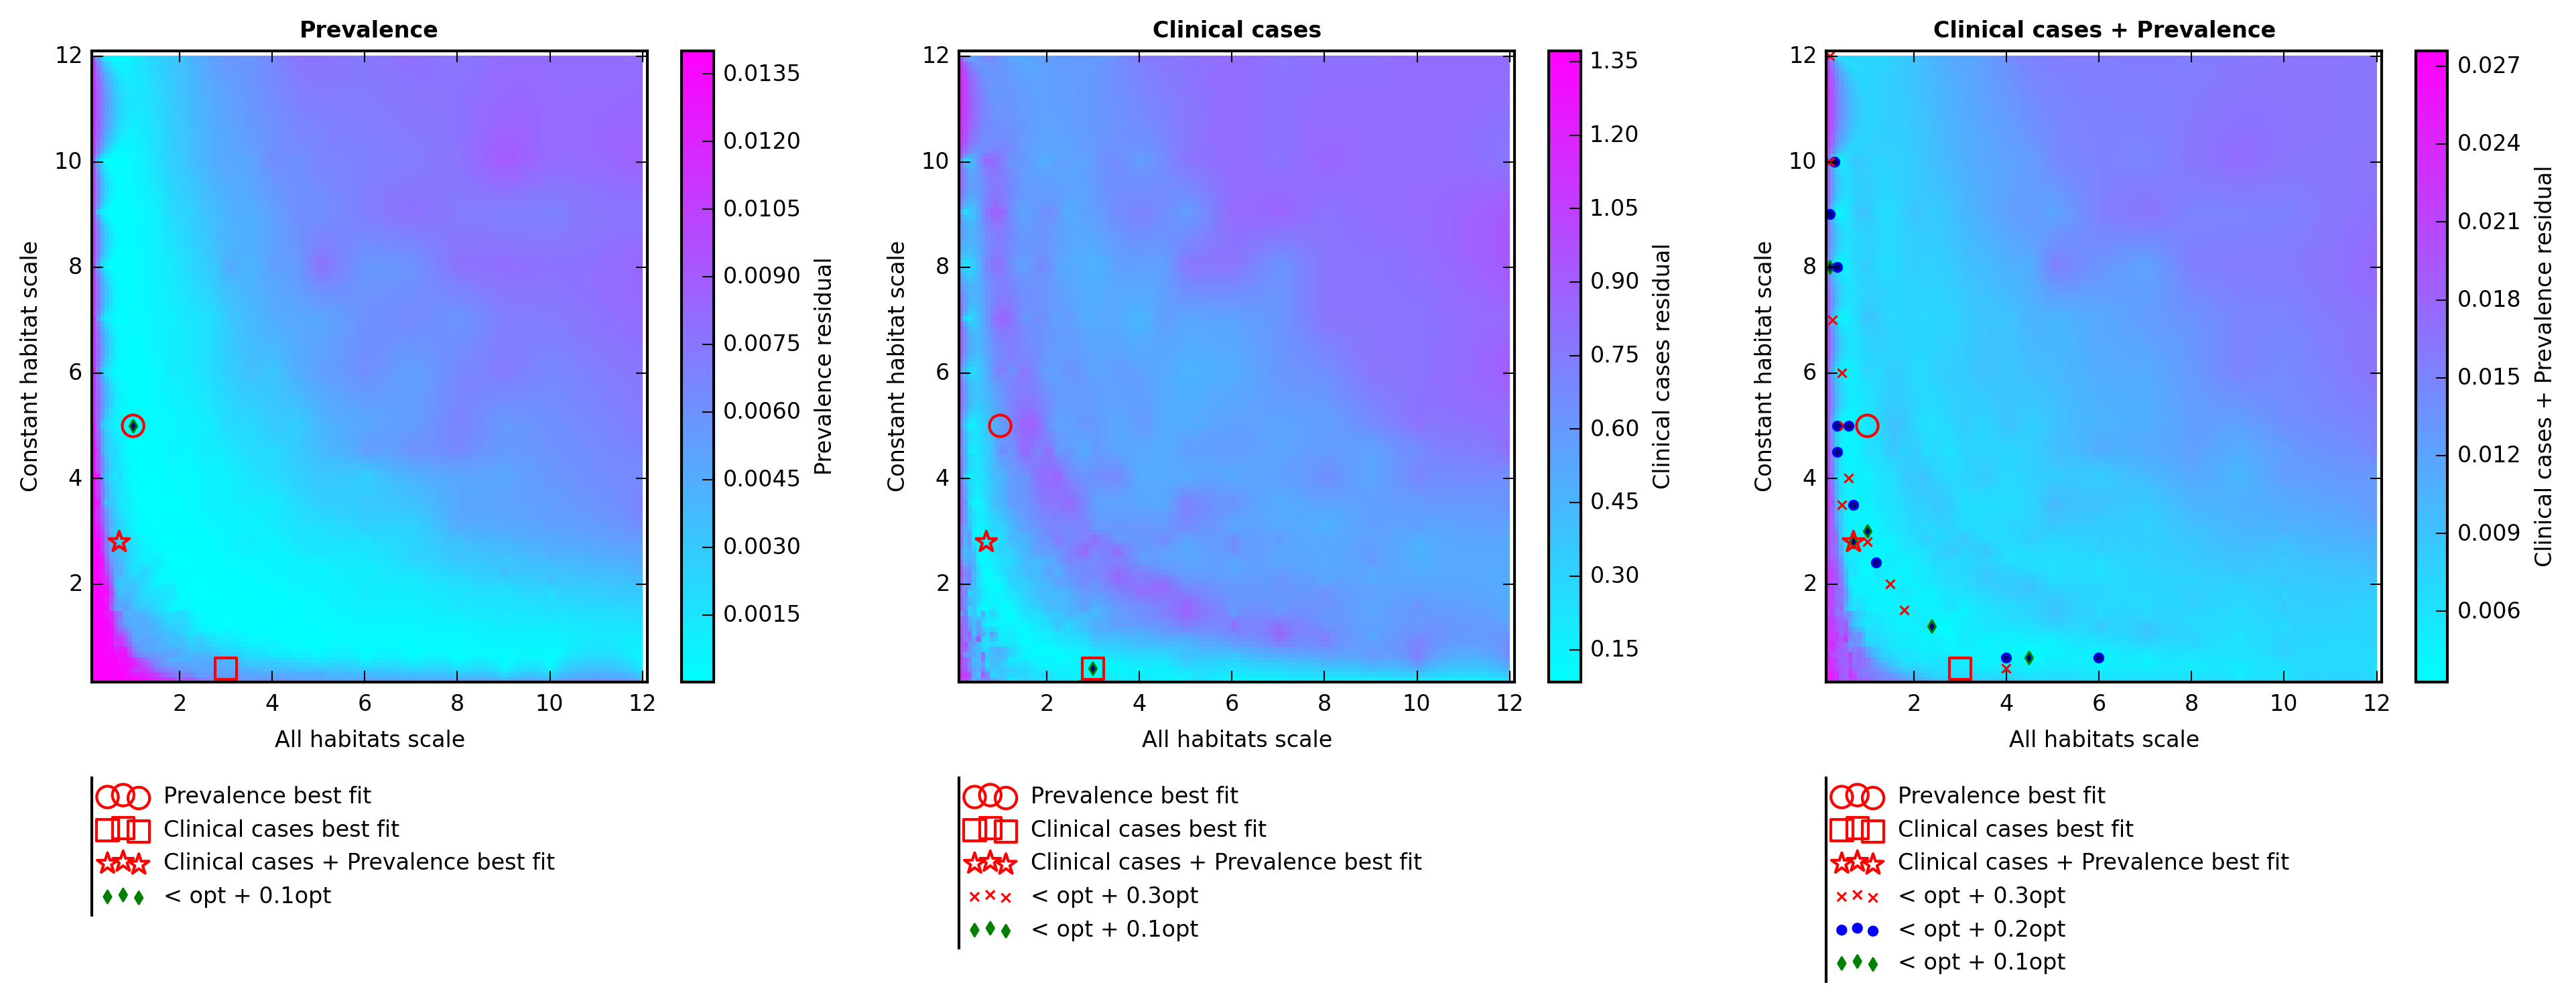 Prevalence
Clinical cases
Clinical cases + Prevalence
12
10
8
6
4
2
Constant habitat scale
2 4 6 8 10 12
All habitats scale
0.0135
0.0120
0.0105
0.0090
0.0075
0.0060
0.0045
0.0030
0.0015
Prevalence residual
12
10
8
6
4
2
Constant habitat scale
2 4 6 8 10 12
All habitats scale
1.35
1.20
1.05
0.90
0.75
0.60
0.45
0.30
0.15
Clinical cases residual
12
10
8
6
4
2
Constant habitat scale
2 4 6 8 10 12
All habitats scale
0.027
0.024
0.021
0.018
0.015
0.012
0.009
0.006
Clinical cases + Prevalence residual
Prevalence best fit
Clinical cases best fit
Clinical cases + Prevalence best fit
< opt + 0.1opt
Prevalence best fit
Clinical cases best fit
Clinical cases + Prevalence best fit
< opt + 0.3opt
< opt + 0.1opt
Prevalence best fit
Clinical cases best fit
Clinical cases + Prevalence best fit
< opt + 0.3opt
< opt + 0.2opt
< opt + 0.1opt